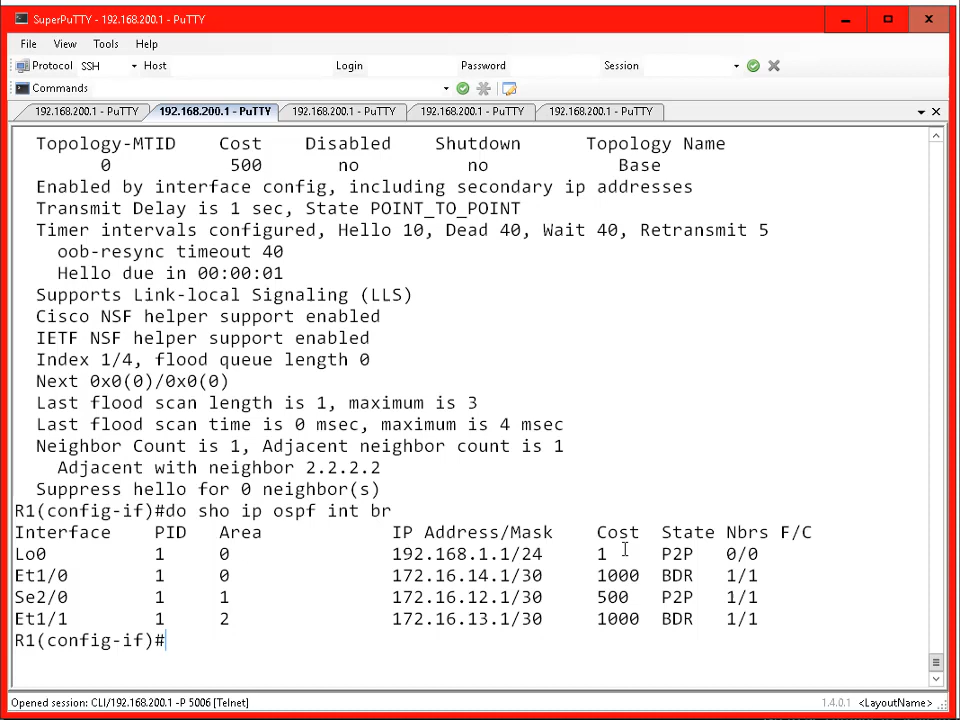 SuperPuTTY - 192.168.200.1 - PuTTY
File View Tools Help
Protocol SSH Host Login Password Session
Commands
192.168.200.1 - PuTTY 192.168.200.1 - PuTTY 192.168.200.1 - PuTTY 192.168.200.1 - PuTTY 192.168.200.1 - PuTTY
Topology-MTID Cost Disabled Shutdown Topology Name
0 500 no no Base
Enabled by interface config, including secondary ip addresses
Transmit Delay is 1 sec, State POINT_TO_POINT
Timer intervals configured, Hello 10, Dead 40, Wait 40, Retransmit 5
oob-resync timeout 40
Hello due in 00:00:01
Supports Link-local Signaling (LLS)
Cisco NSF helper support enabled
IETF NSF helper support enabled
Index 1/4, flood queue length 0
Next 0x0(0)/0x0(0)
Last flood scan length is 1, maximum is 3
Last flood scan time is 0 msec, maximum is 4 msec
Neighbor Count is 1, Adjacent neighbor count is 1
Adjacent with neighbor 2.2.2.2
Suppress hello for 0 neighbor(s)
R1(config-if)#do sho ip ospf int br
Interface PID Area IP Address/Mask Cost State Nbrs F/C
Lo0 1 0 192.168.1.1/24 1 P2P 0/0
Et1/0 1 0 172.16.14.1/30 1000 BDR 1/1
Se2/0 1 1 172.16.12.1/30 500 P2P 1/1
Et1/1 1 2 172.16.13.1/30 1000 BDR 1/1
R1(config-if)#
Opened session: CLI/192.168.200.1 -P 5006 [Telnet] 1.4.0.1 <LayoutName>